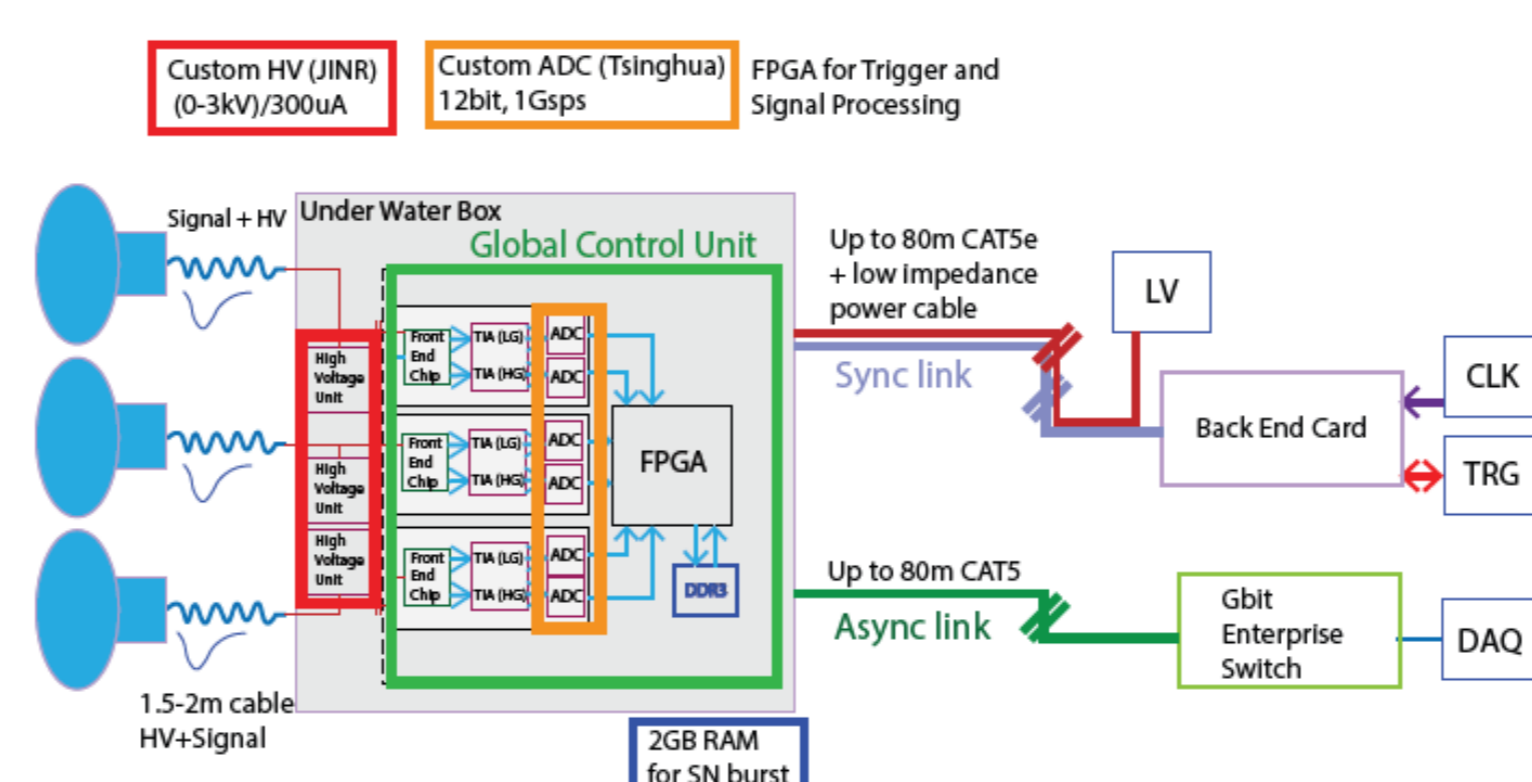 Custom HV (JINR)
(0-3kV)/300uA
Custom ADC (Tsinghua)
12bit, 1Gsps
FPGA for Trigger and
Signal Processing
Signal + HV
Under Water Box
Global Control Unit
High
Voltage
Unit
High
Voltage
Unit
High
Voltage
Unit
Front
End
Chip
TIA (LG)
TIA (HG)
ADC
ADC
Front
End
Chip
TIA (LG)
TIA (HG)
ADC
ADC
Front
End
Chip
TIA (LG)
TIA (HG)
ADC
ADC
FPGA
DDR3
Up to 80m CAT5e
+ low impedance
power cable
Sync link
LV
Back End Card
CLK
TRG
Up to 80m CAT5
Async link
Gbit
Enterprise
Switch
DAQ
1.5-2m cable
HV+Signal
2GB RAM
for SN burst